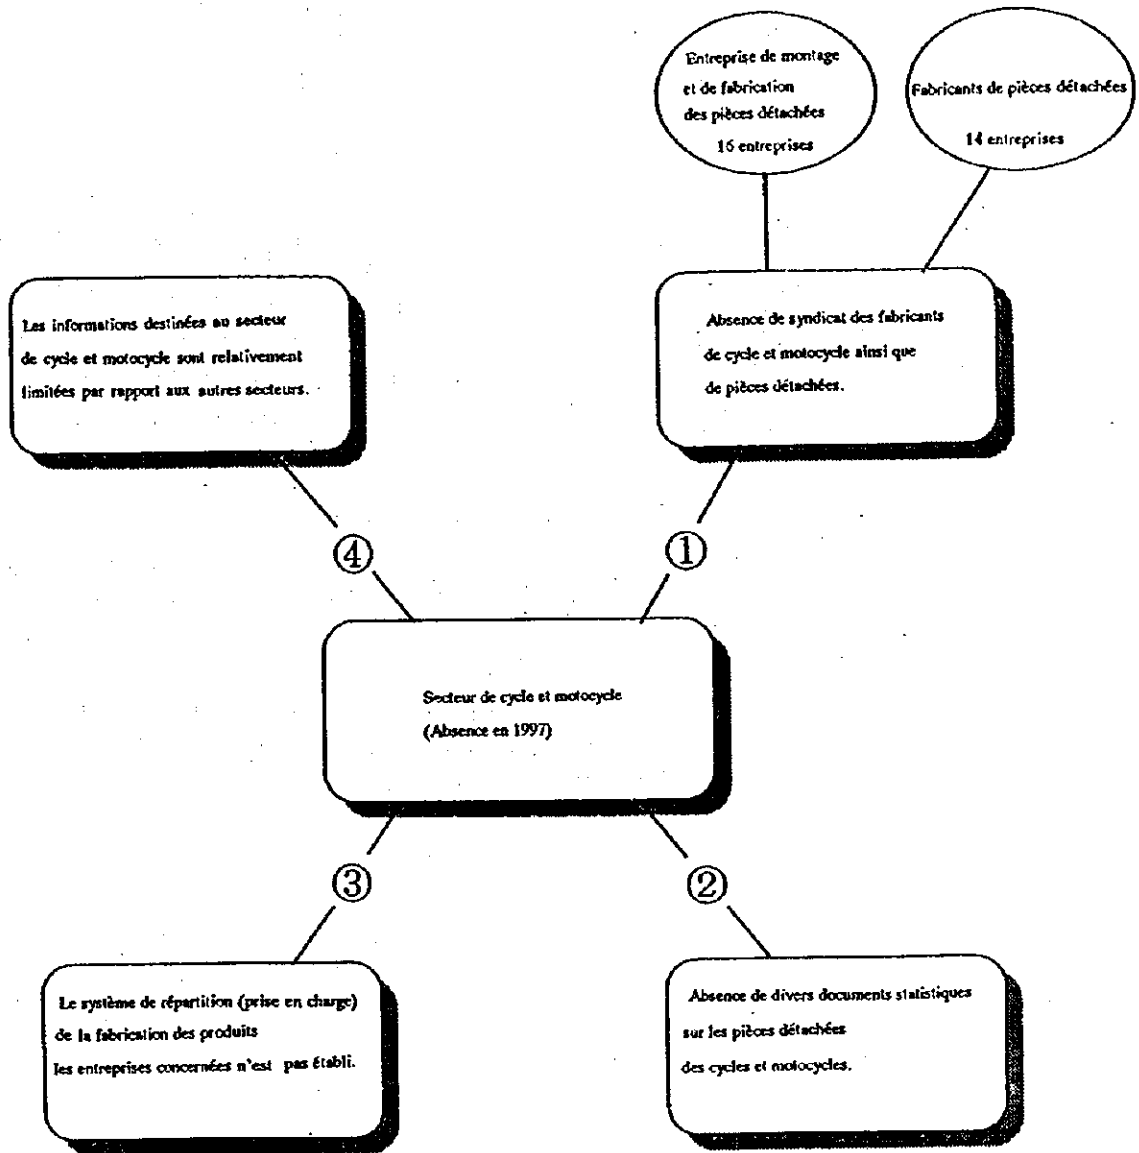 Entreprise de montage
et de fabrication
des pièces détachées
16 entreprises
Fabricants de pièces détachées
14 entreprises
Les informations destinées au secteur
de cycle et motocycle sont relativement
limitées par rapport aux autres secteurs.
Absence de syndicat des fabricants
de cycle et motocycle ainsi que
de pièces détachées.
④
①
Secteur de cycle et motocycle
(Absence en 1997)
③
②
Le système de répartition (prise en charge)
de la fabrication des produits
les entreprises concernées n'est pas établi.
Absence de divers documents statistiques
sur les pièces détachées
des cycles et motocycles.